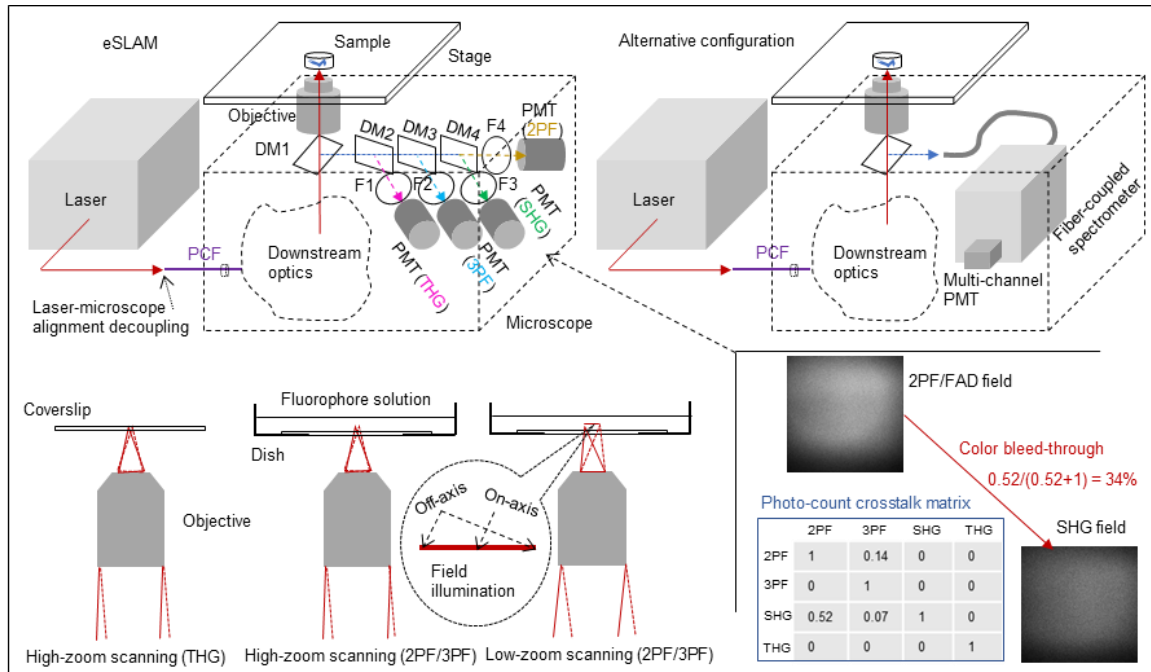 eSLAM
Sample
Stage
Objective
DM1
DM2
DM3
DM4
F4
PMT
(2PF)
F1
F2
F3
PMT
(SHG)
PMT
(3PF)
PMT (THG)
Laser
PCF
Downstream
optics
Laser-microscope
alignment decoupling
Microscope
Alternative configuration
Laser
PCF
Downstream
optics
Fiber-coupled
spectrometer
Multi-channel
PMT
Coverslip
Fluorophore solution
Dish
Objective
Off-axis
On-axis
Field
illumination
High-zoom scanning (THG)
High-zoom scanning (2PF/3PF)
Low-zoom scanning (2PF/3PF)
2PF/FAD field
Color bleed-through
0.52/(0.52+1) = 34%
SHG field
Photo-count crosstalk matrix
2PF 3PF SHG THG
2PF 1 0.14 0 0
3PF 0 1 0 0
SHG 0.52 0.07 1 0
THG 0 0 0 1